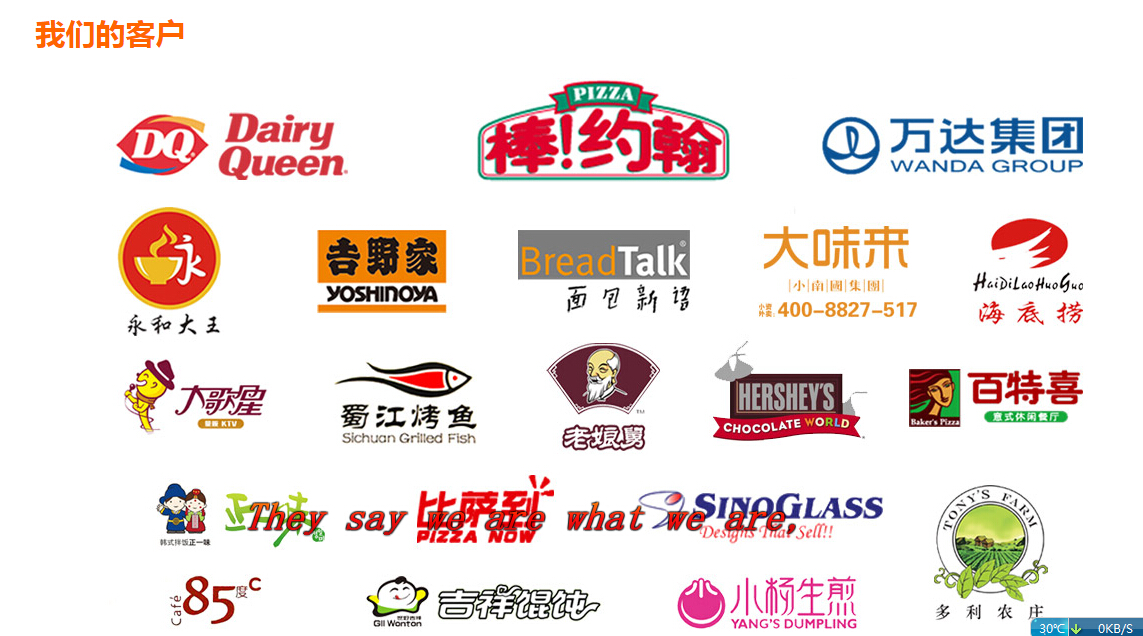 我们的客户
DQ
Dairy
Queen
PIZZA
棒!约翰
万达集团
WANDA GROUP
永
永和大王
吉野家
YOSHINOYA
BreadTalk
面包新语
大味来
小南國集團
400-8827-517
HaiDiLaoHuoGuo
海底捞
大歌星
KTV
蜀江烤鱼
Sichuan Grilled Fish
老娘舅
HERSHEY'S
CHOCOLATE WORLD
Baker's Pizza
百特喜
意式休闲餐厅
韩式拌饭正一味
正一味
比萨到
PIZZA NOW
SINOGLASS
Designs That Sell!!
They say we are what we are,
TONY'S FARM
多利农庄
Café 85度C
Gii Wonton
吉祥馄饨
小杨生煎
YANG'S DUMPLING
30℃ 0KB/S